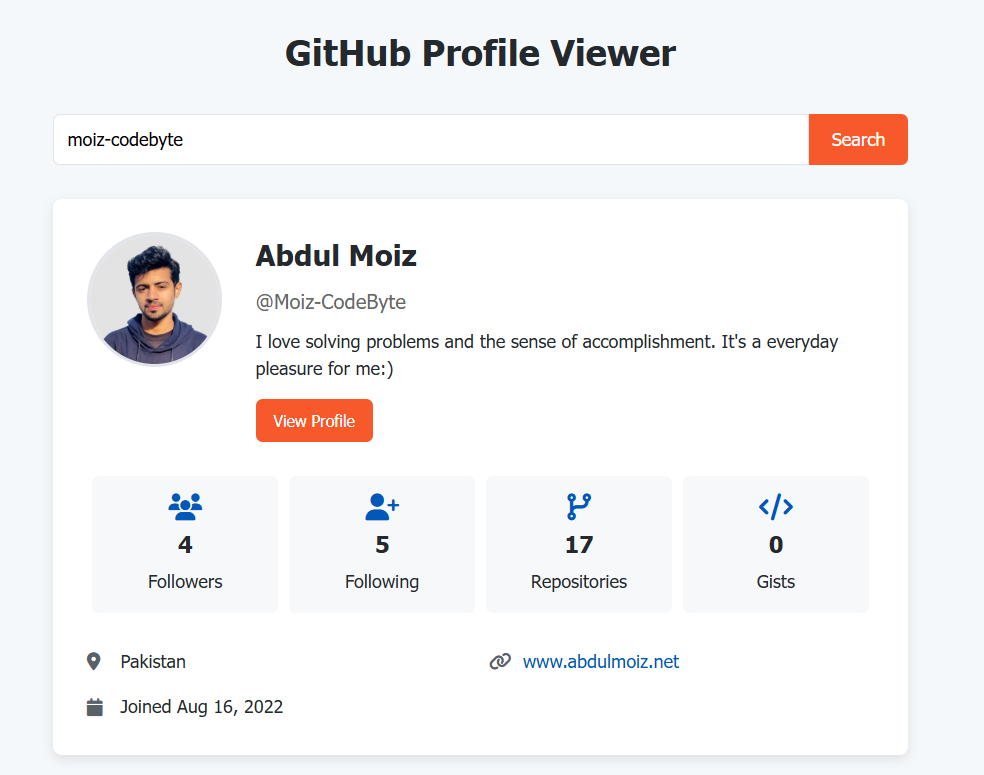 GitHub Profile Viewer
moiz-codebyte
Search
Abdul Moiz
@Moiz-CodeByte
I love solving problems and the sense of accomplishment. It's a everyday
pleasure for me:)
View Profile
4
Followers
5
Following
17
Repositories
0
Gists
Pakistan
www.abdulmoiz.net
Joined Aug 16, 2022